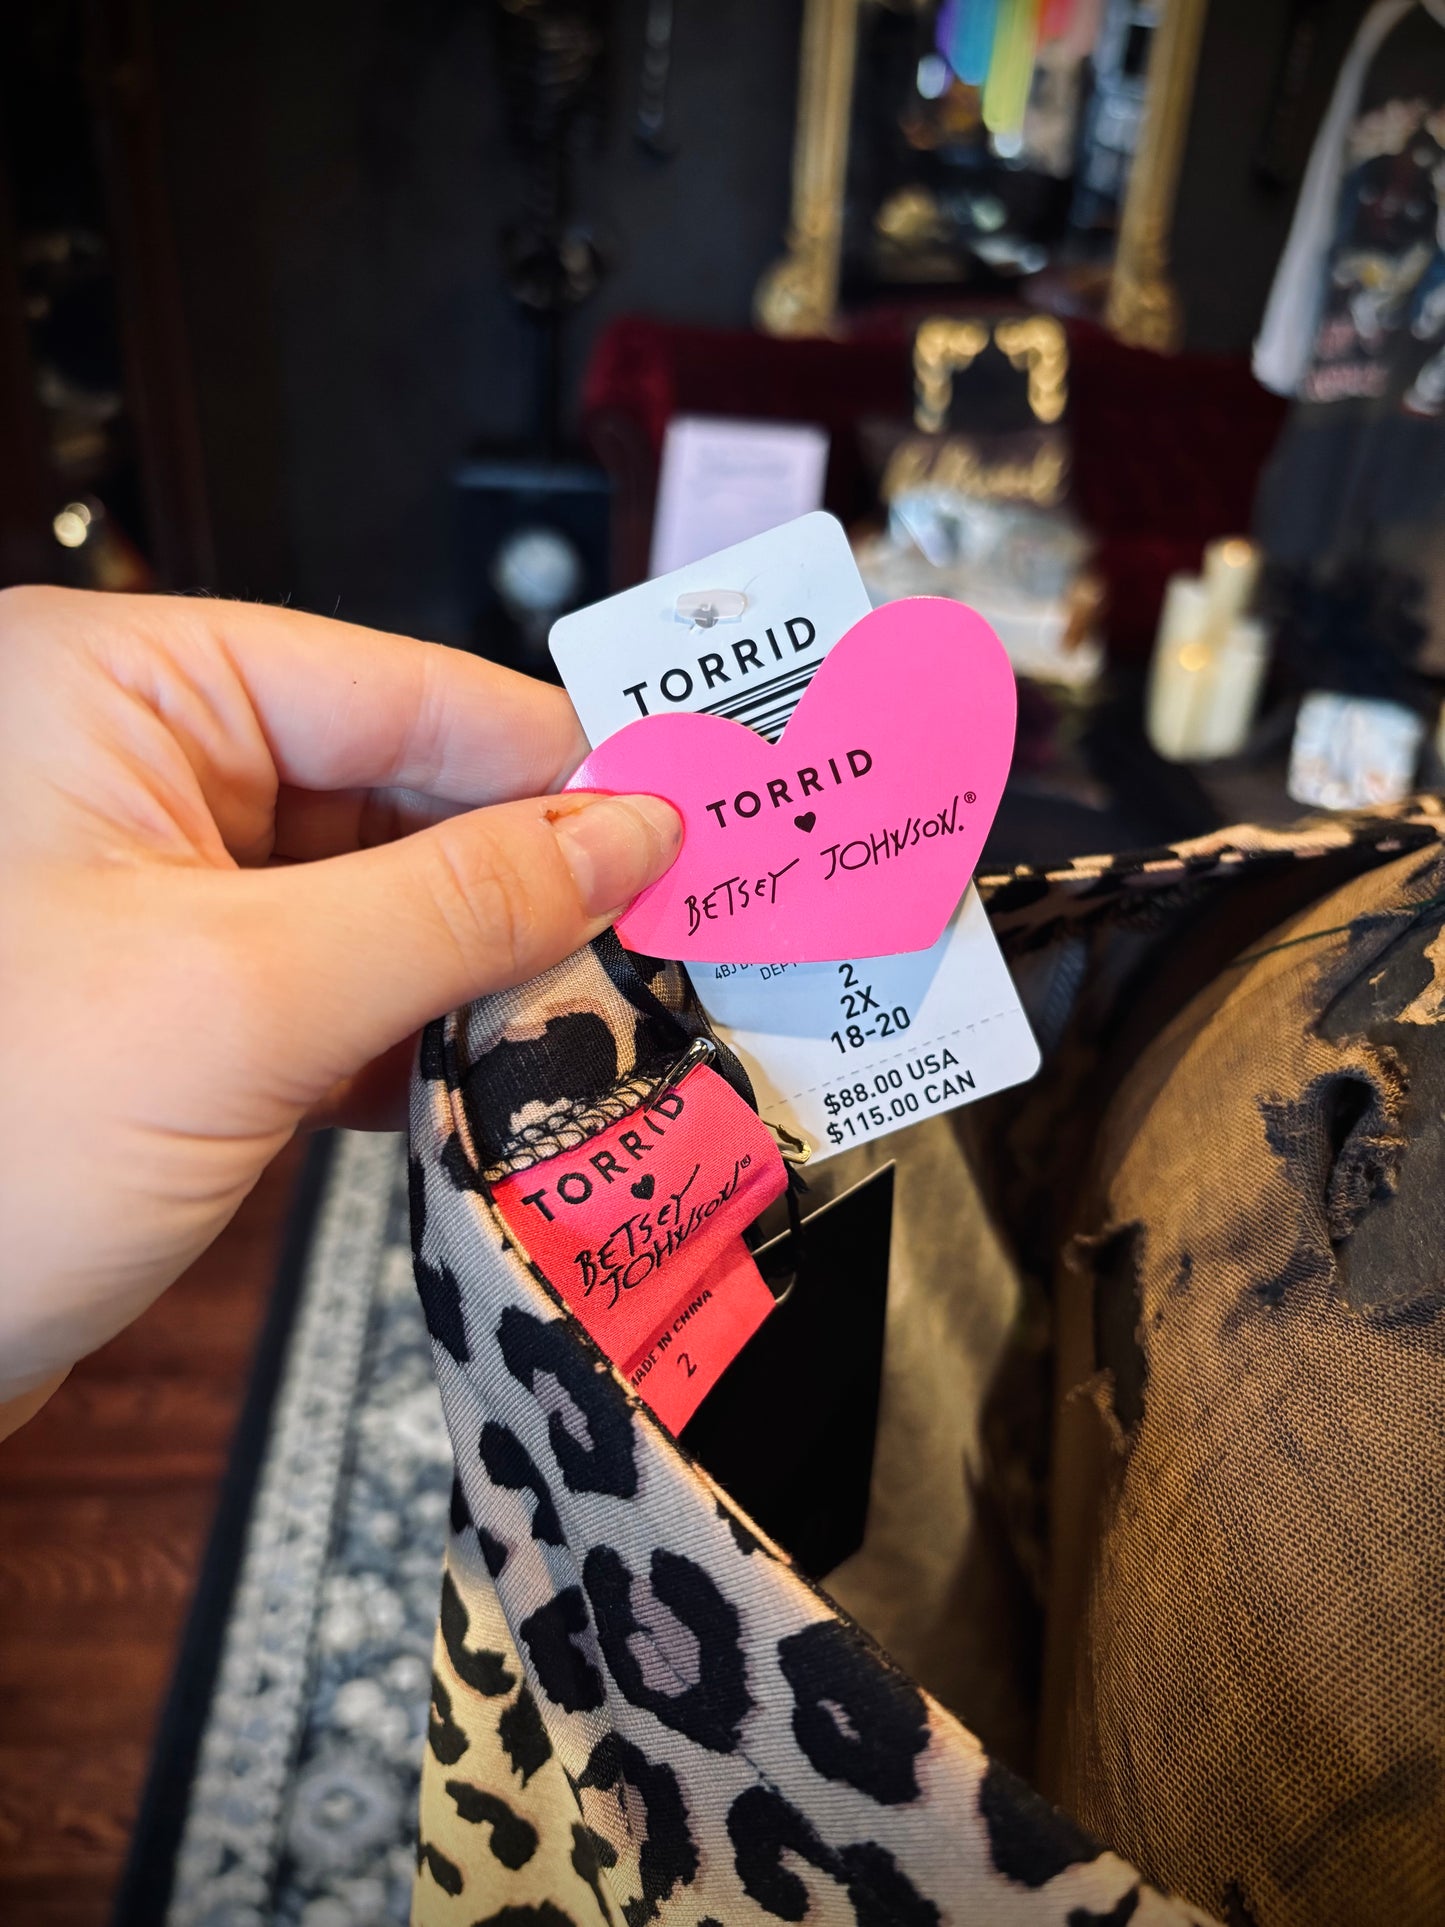 TORRID
TORRID
♥
BETSEY JOHNSON.®
2
2X
18-20
$88.00 USA
$115.00 CAN
TORRID
♥
BETSEY
JOHNSON.®
MADE IN CHINA
2